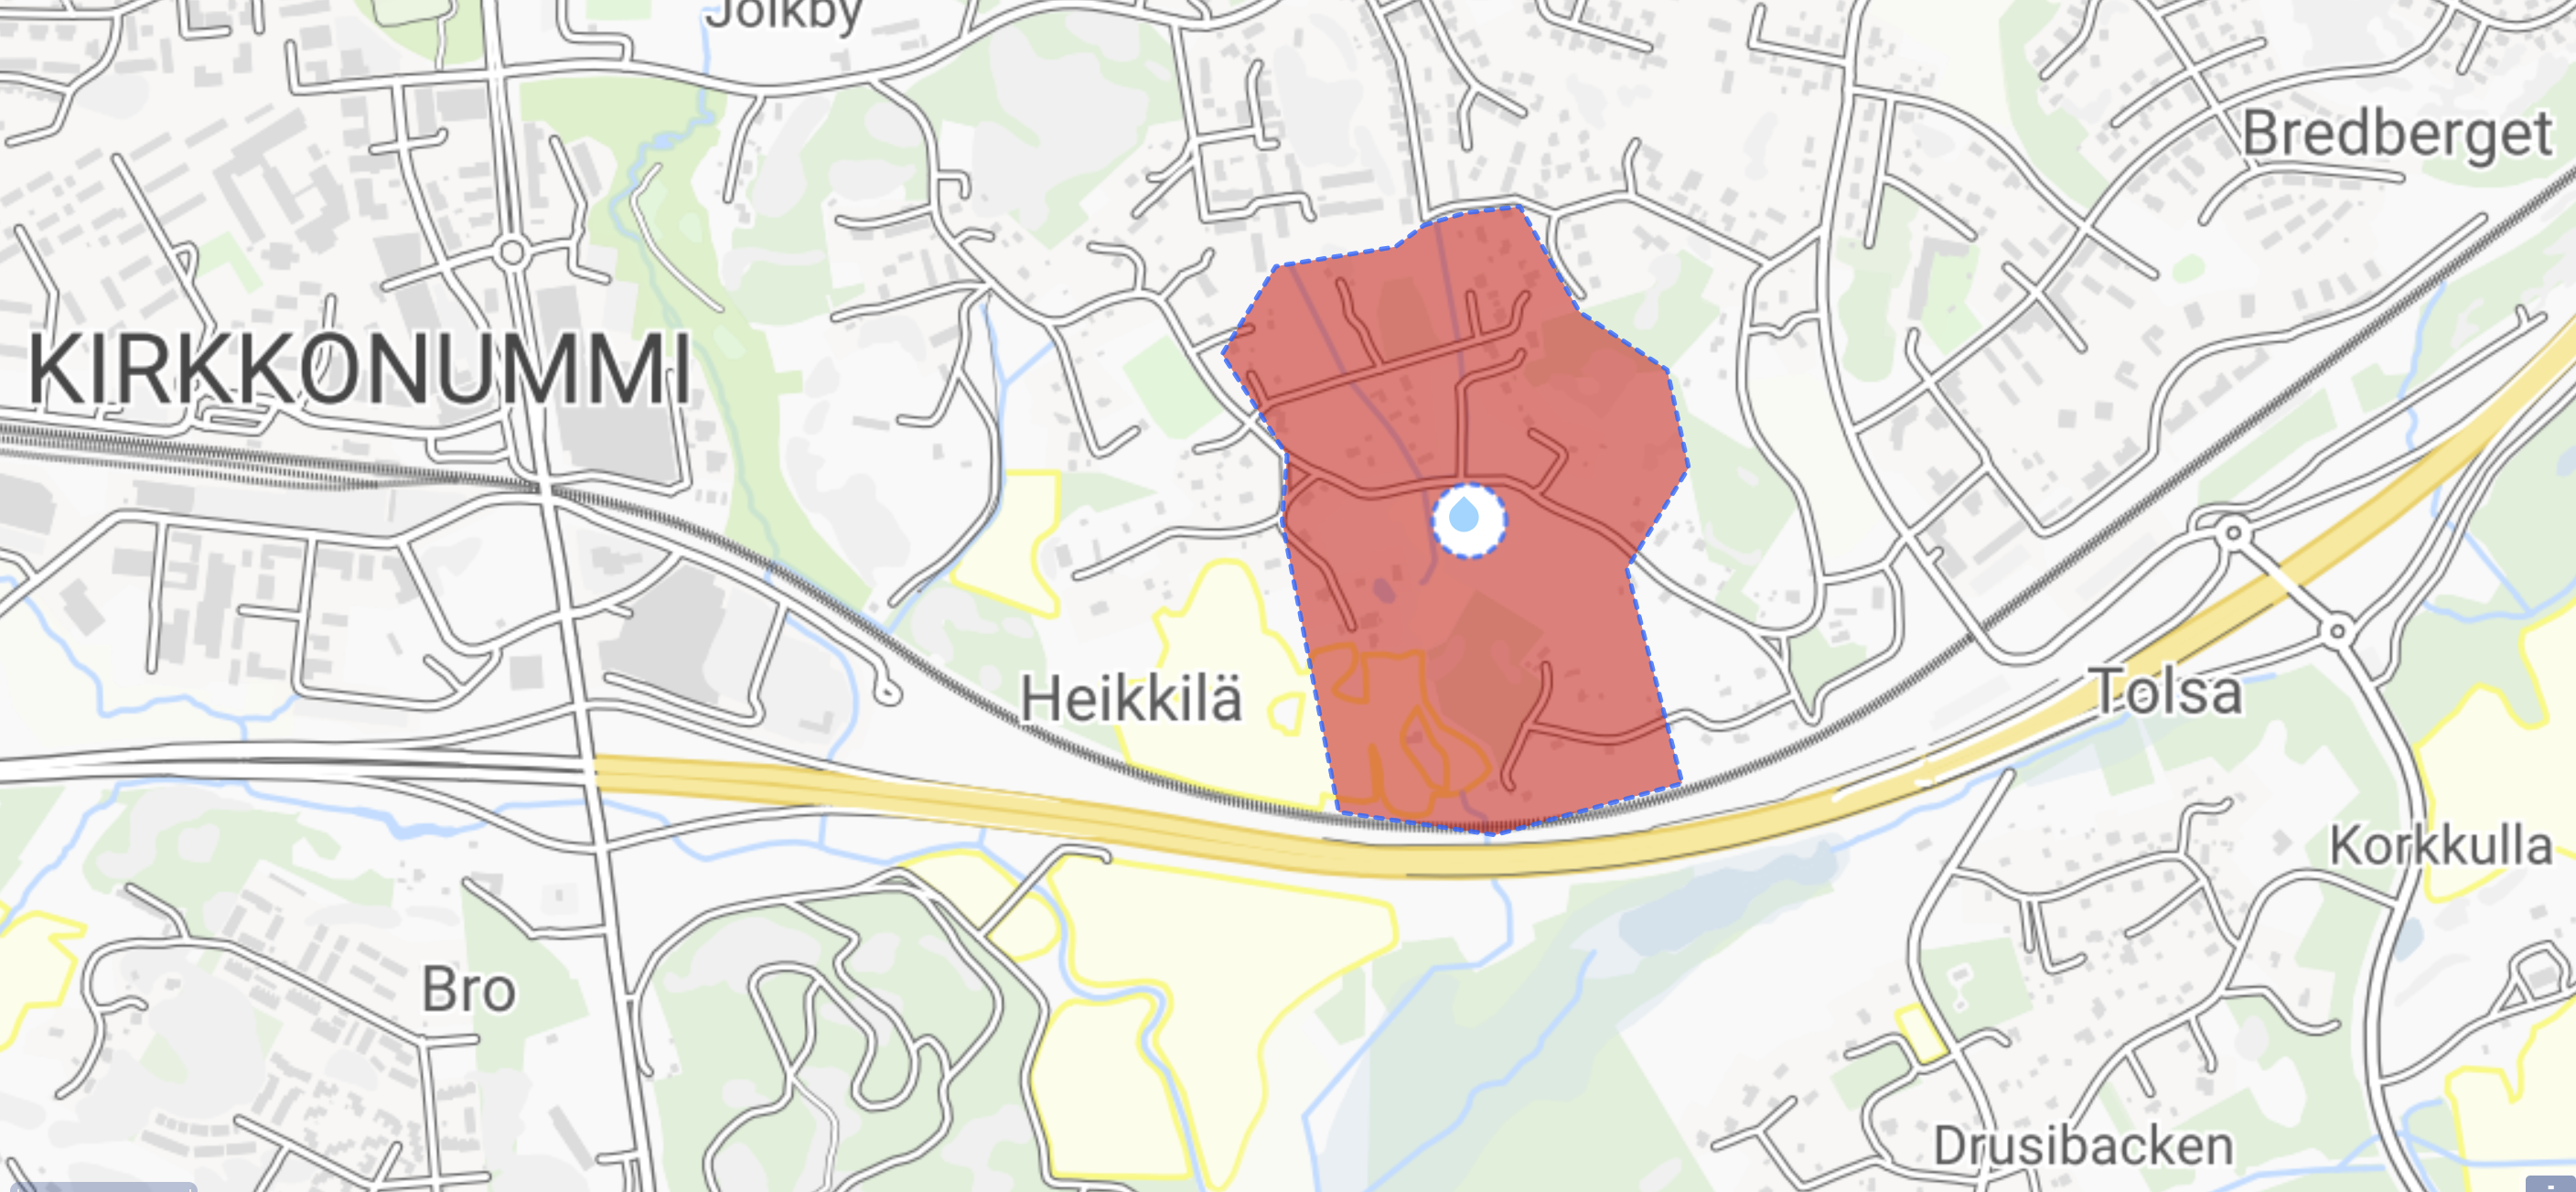 Jolkby
Bredberget
KIRKKONUMMI
Heikkilä
Tolsa
Korkkulla
Bro
Drusibacken